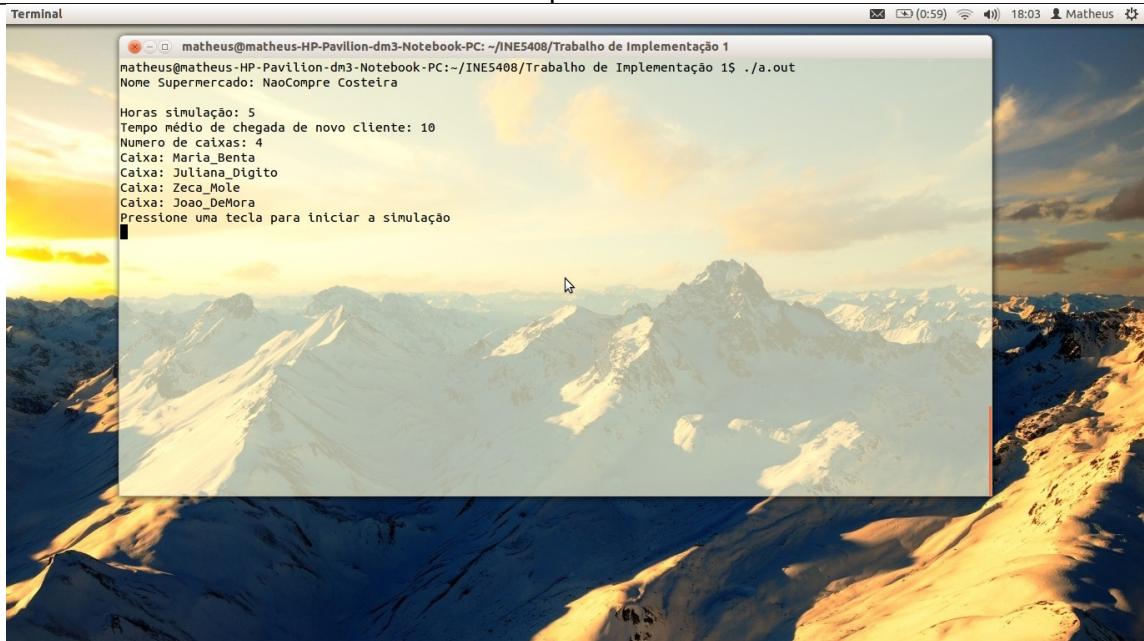 Terminal (0:59) 18:03 Matheus
matheus@matheus-HP-Pavilion-dm3-Notebook-PC: ~/INE5408/Trabalho de Implementação 1
matheus@matheus-HP-Pavilion-dm3-Notebook-PC:~/INE5408/Trabalho de Implementação 1$ ./a.out
Nome Supermercado: NaoCompre Costeira
Horas simulação: 5
Tempo médio de chegada de novo cliente: 10
Numero de caixas: 4
Caixa: Maria_Benta
Caixa: Juliana_Digito
Caixa: Zeca_Mole
Caixa: Joao_DeMora
Pressione uma tecla para iniciar a simulação